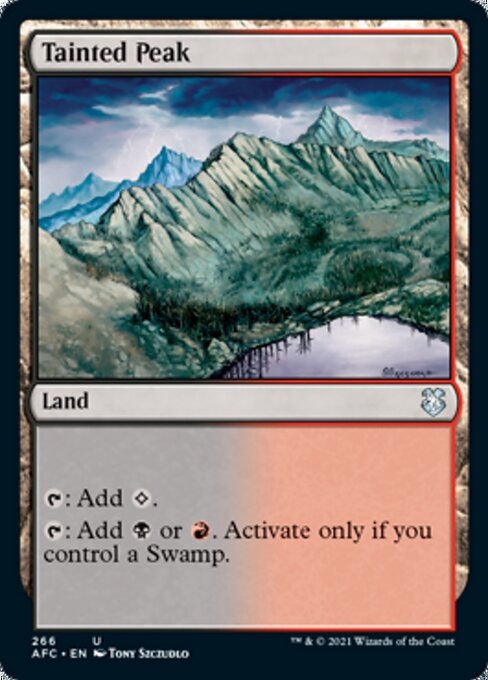 Tainted Peak
Land
: Add .
: Add or . Activate only if you
control a Swamp.
266 U
AFC • EN Tony Szczudlo
™ & © 2021 Wizards of the Coast